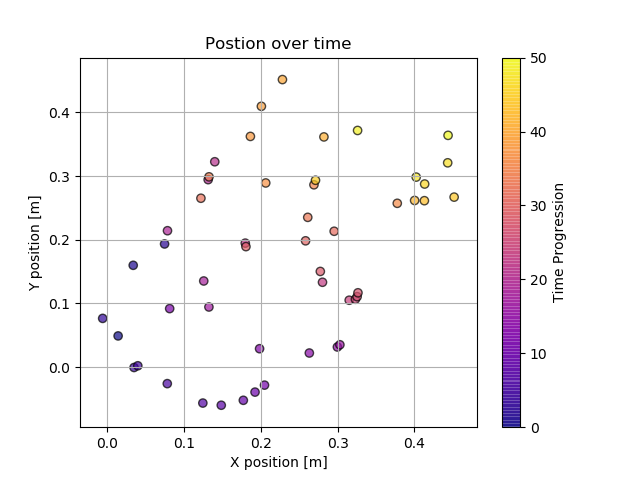 Postion over time
Y position [m]
0.4
0.3
0.2
0.1
0.0
0.0 0.1 0.2 0.3 0.4
X position [m]
50
40
30
20
10
0
Time Progression